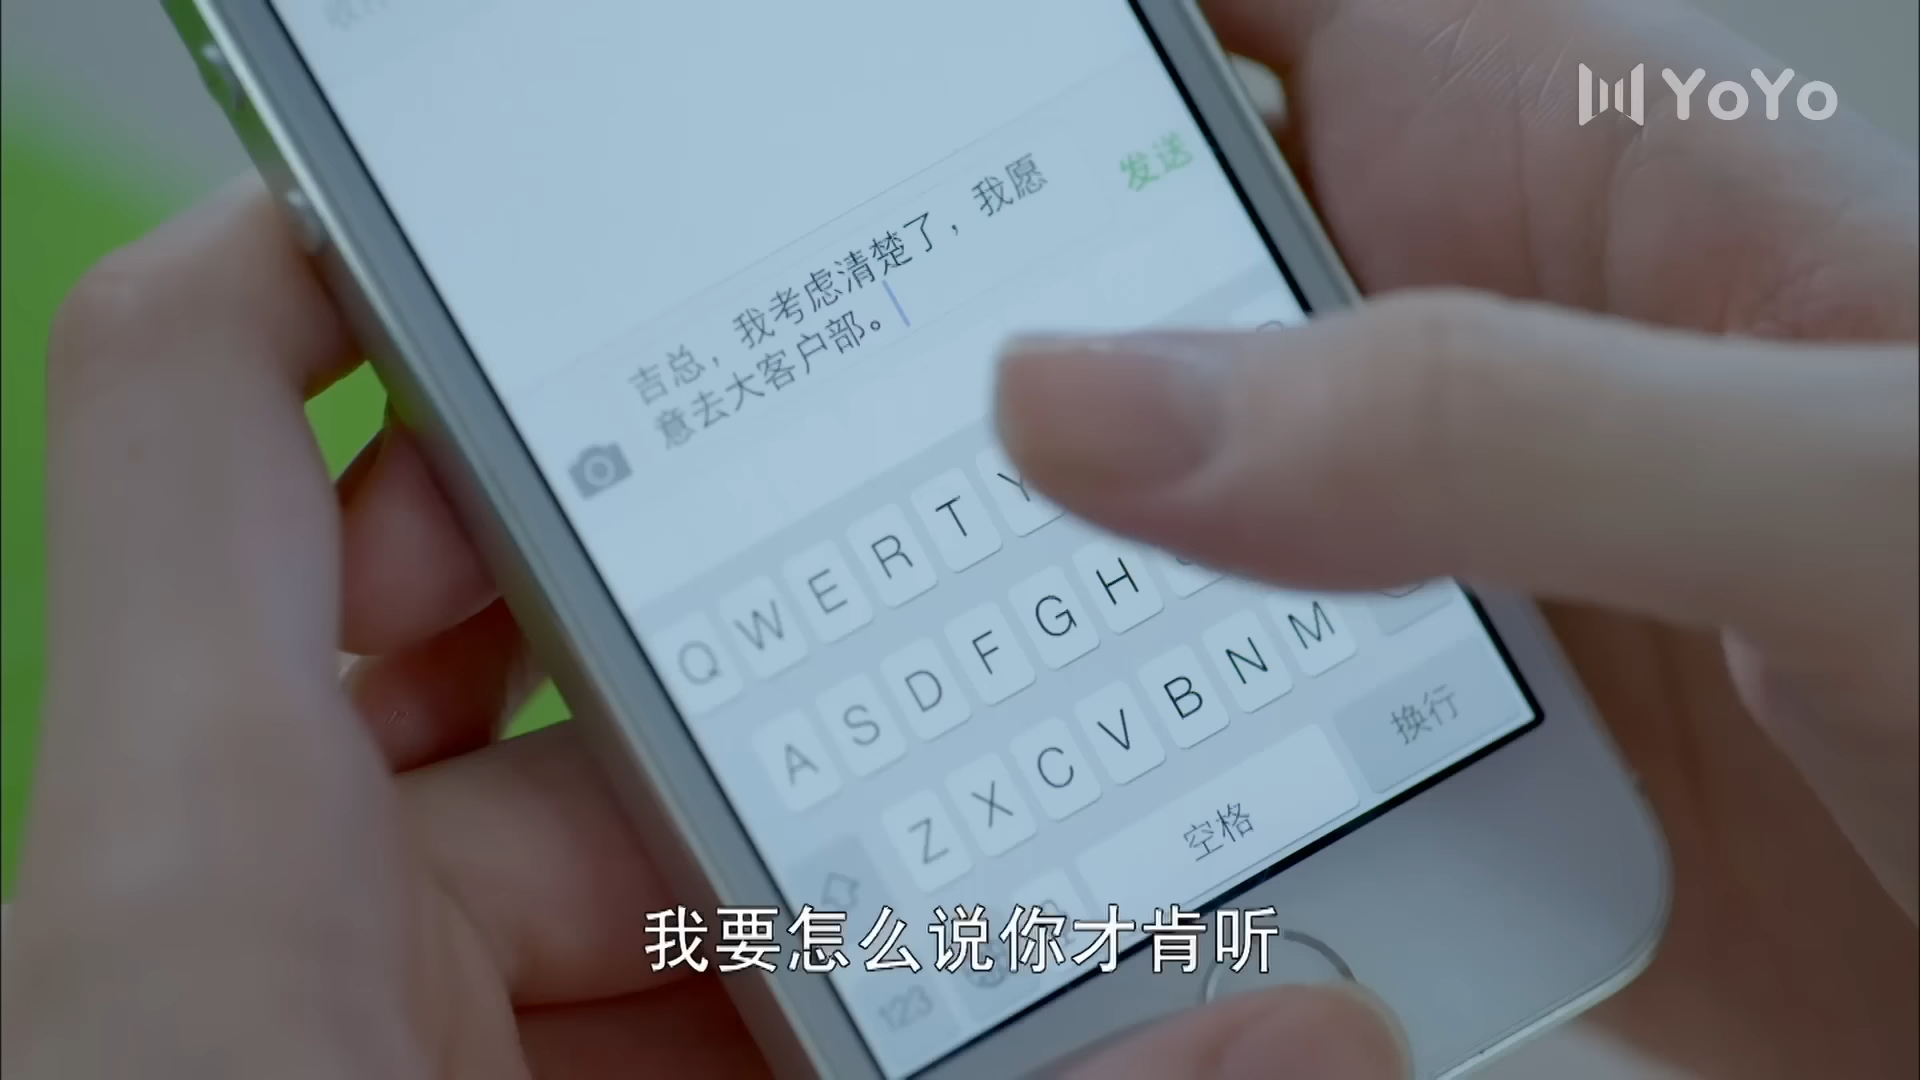 YoYo
发送
吉总，我考虑清楚了，我愿
意去大客户部。
Q W E R T Y
A S D F G H
Z X C V B N M
123
空格
换行
我要怎么说你才肯听